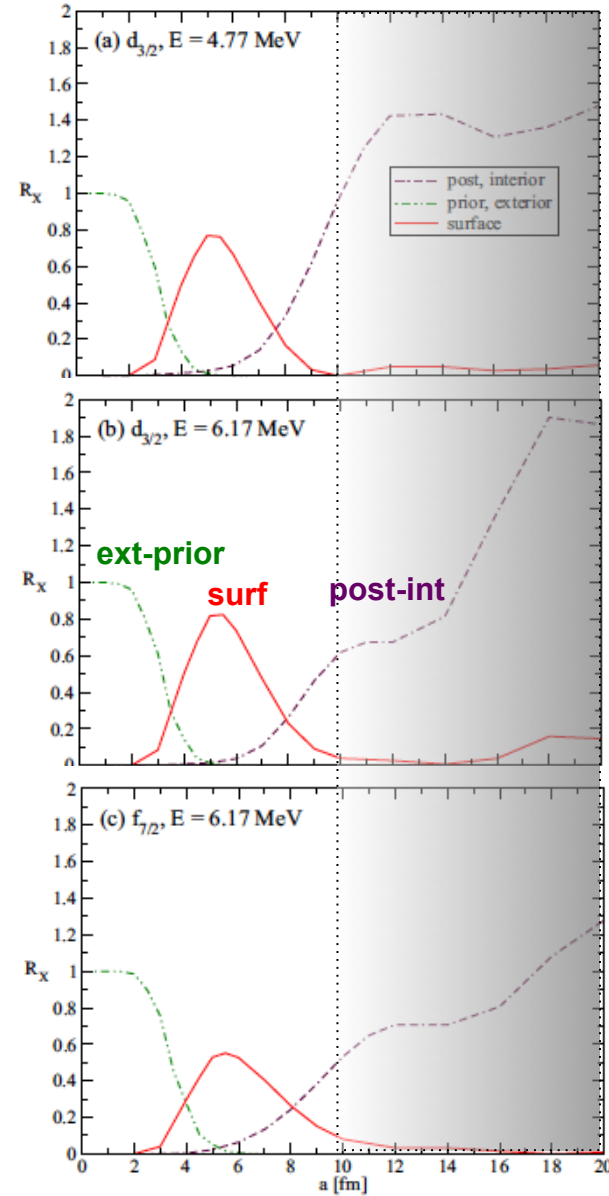 2
(a) d3/2, E = 4.77 MeV
1.8
1.6
1.4
1.2
post, interior
prior, exterior
surface
RX 1
0.8
0.6
0.4
0.2
0
2
(b) d3/2, E = 6.17 MeV
1.8
1.6
1.4
1.2
ext-prior
surf
post-int
RX 1
0.8
0.6
0.4
0.2
0
2
(c) f7/2, E = 6.17 MeV
1.8
1.6
1.4
1.2
RX 1
0.8
0.6
0.4
0.2
0
0 2 4 6 8 10 12 14 16 18 20
a [fm]